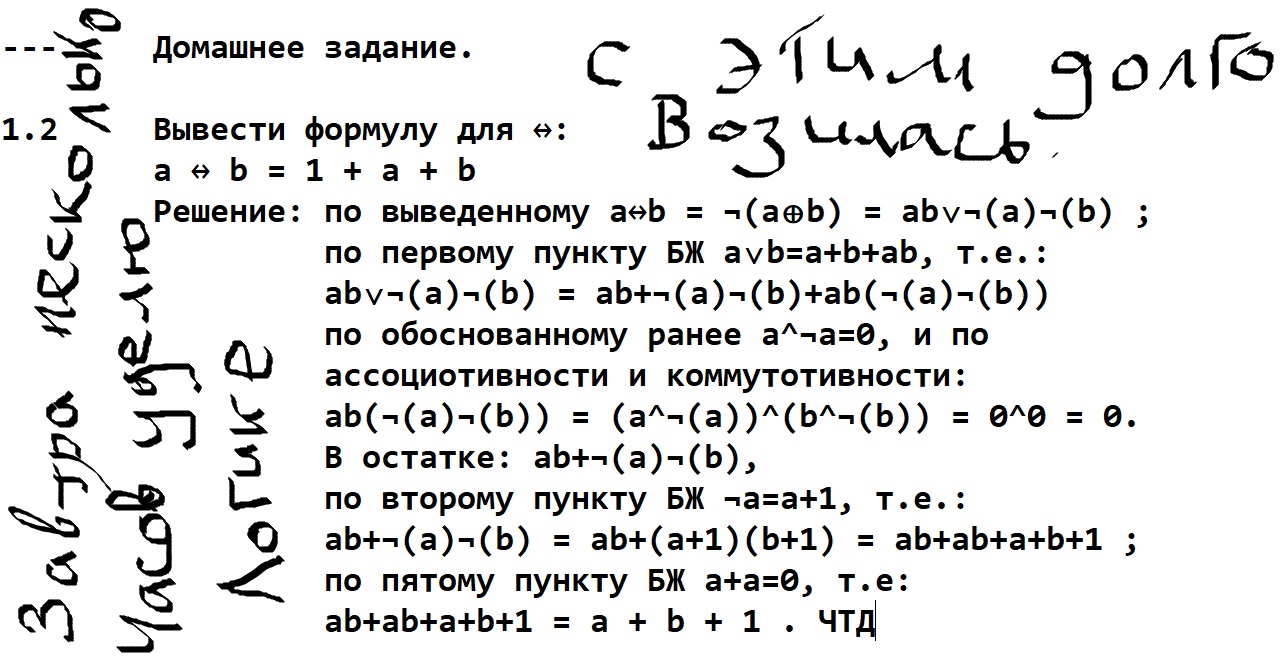 --- Домашнее задание.
с этим долго
возилась.
1.2 Вывести формулу для ↔:
a ↔ b = 1 + a + b
Решение: по выведенному a↔b = ¬(a⊕b) = ab∨¬(a)¬(b) ;
по первому пункту БЖ a∨b=a+b+ab, т.е.:
ab∨¬(a)¬(b) = ab+¬(a)¬(b)+ab(¬(a)¬(b))
по обоснованному ранее a^¬a=0, и по
ассоциотивности и коммутотивности:
ab(¬(a)¬(b)) = (a^¬(a))^(b^¬(b)) = 0^0 = 0.
В остатке: ab+¬(a)¬(b),
по второму пункту БЖ ¬a=a+1, т.е.:
ab+¬(a)¬(b) = ab+(a+1)(b+1) = ab+ab+a+b+1 ;
по пятому пункту БЖ a+a=0, т.е:
ab+ab+a+b+1 = a + b + 1 . ЧТД
Завтра несколько
часов уделю
логике